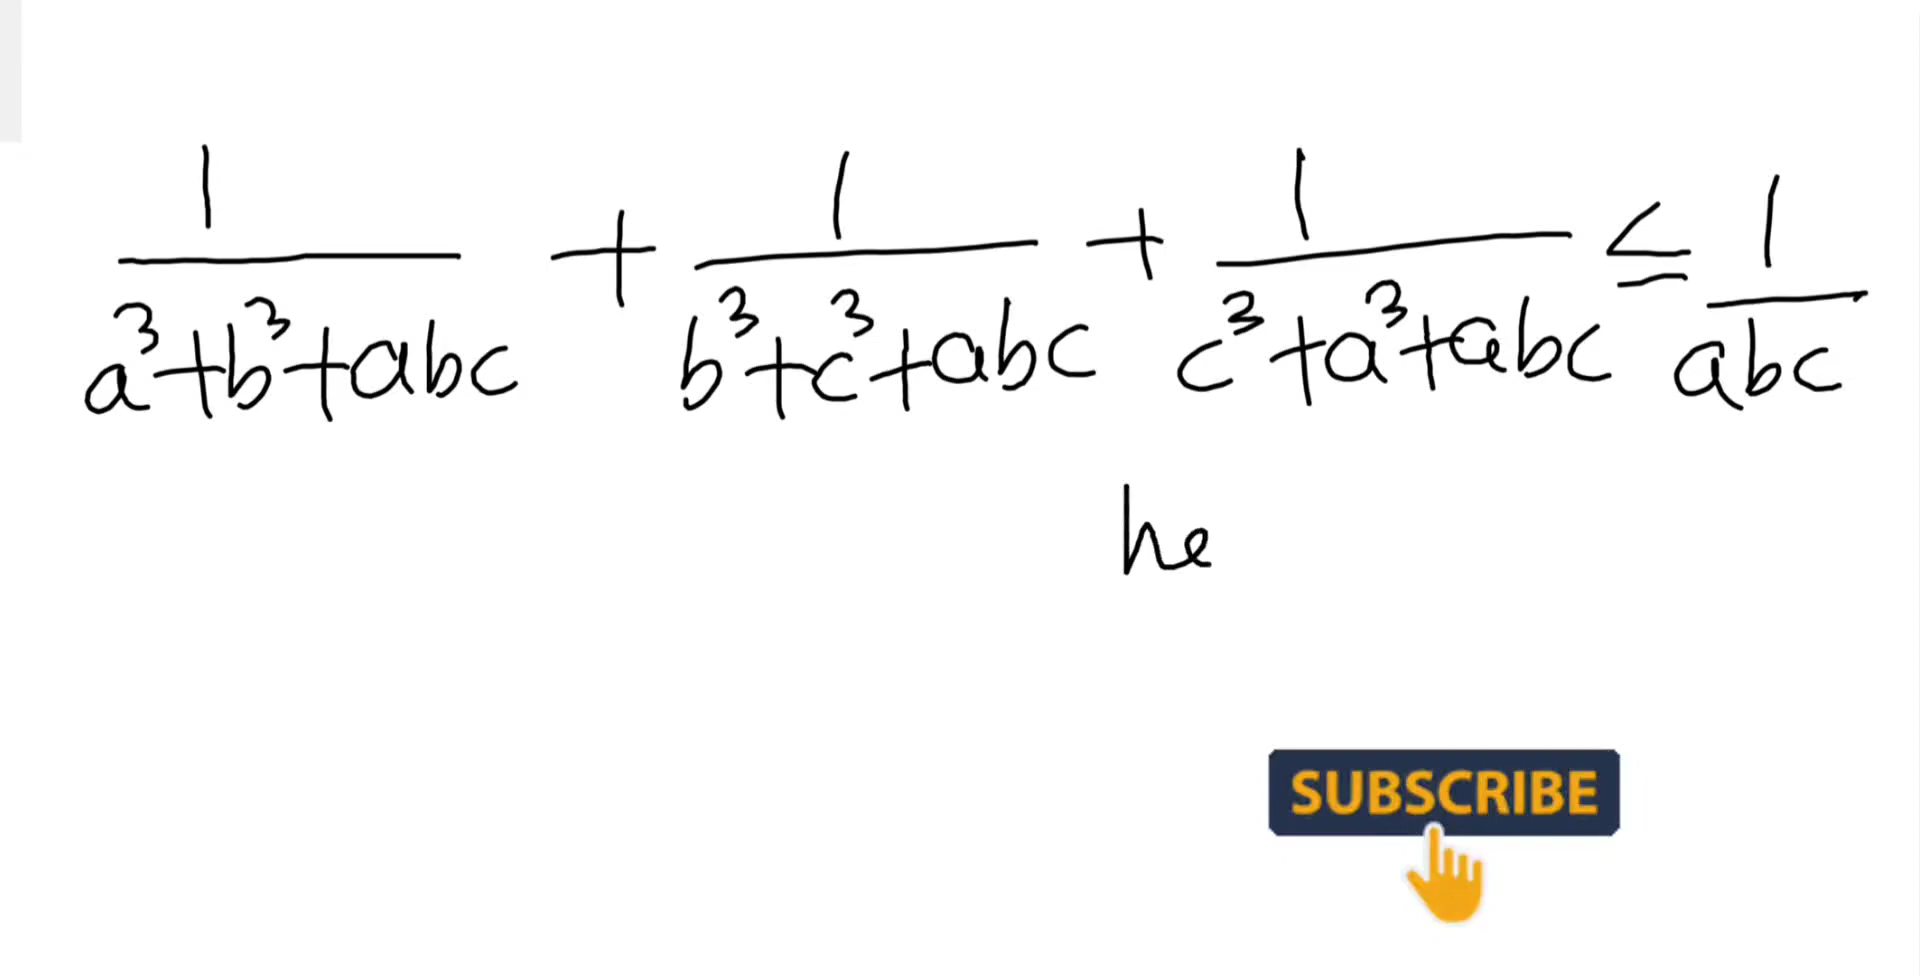 1/(a³+b³+abc) + 1/(b³+c³+abc) + 1/(c³+a³+abc) ≤ 1/abc
he
SUBSCRIBE